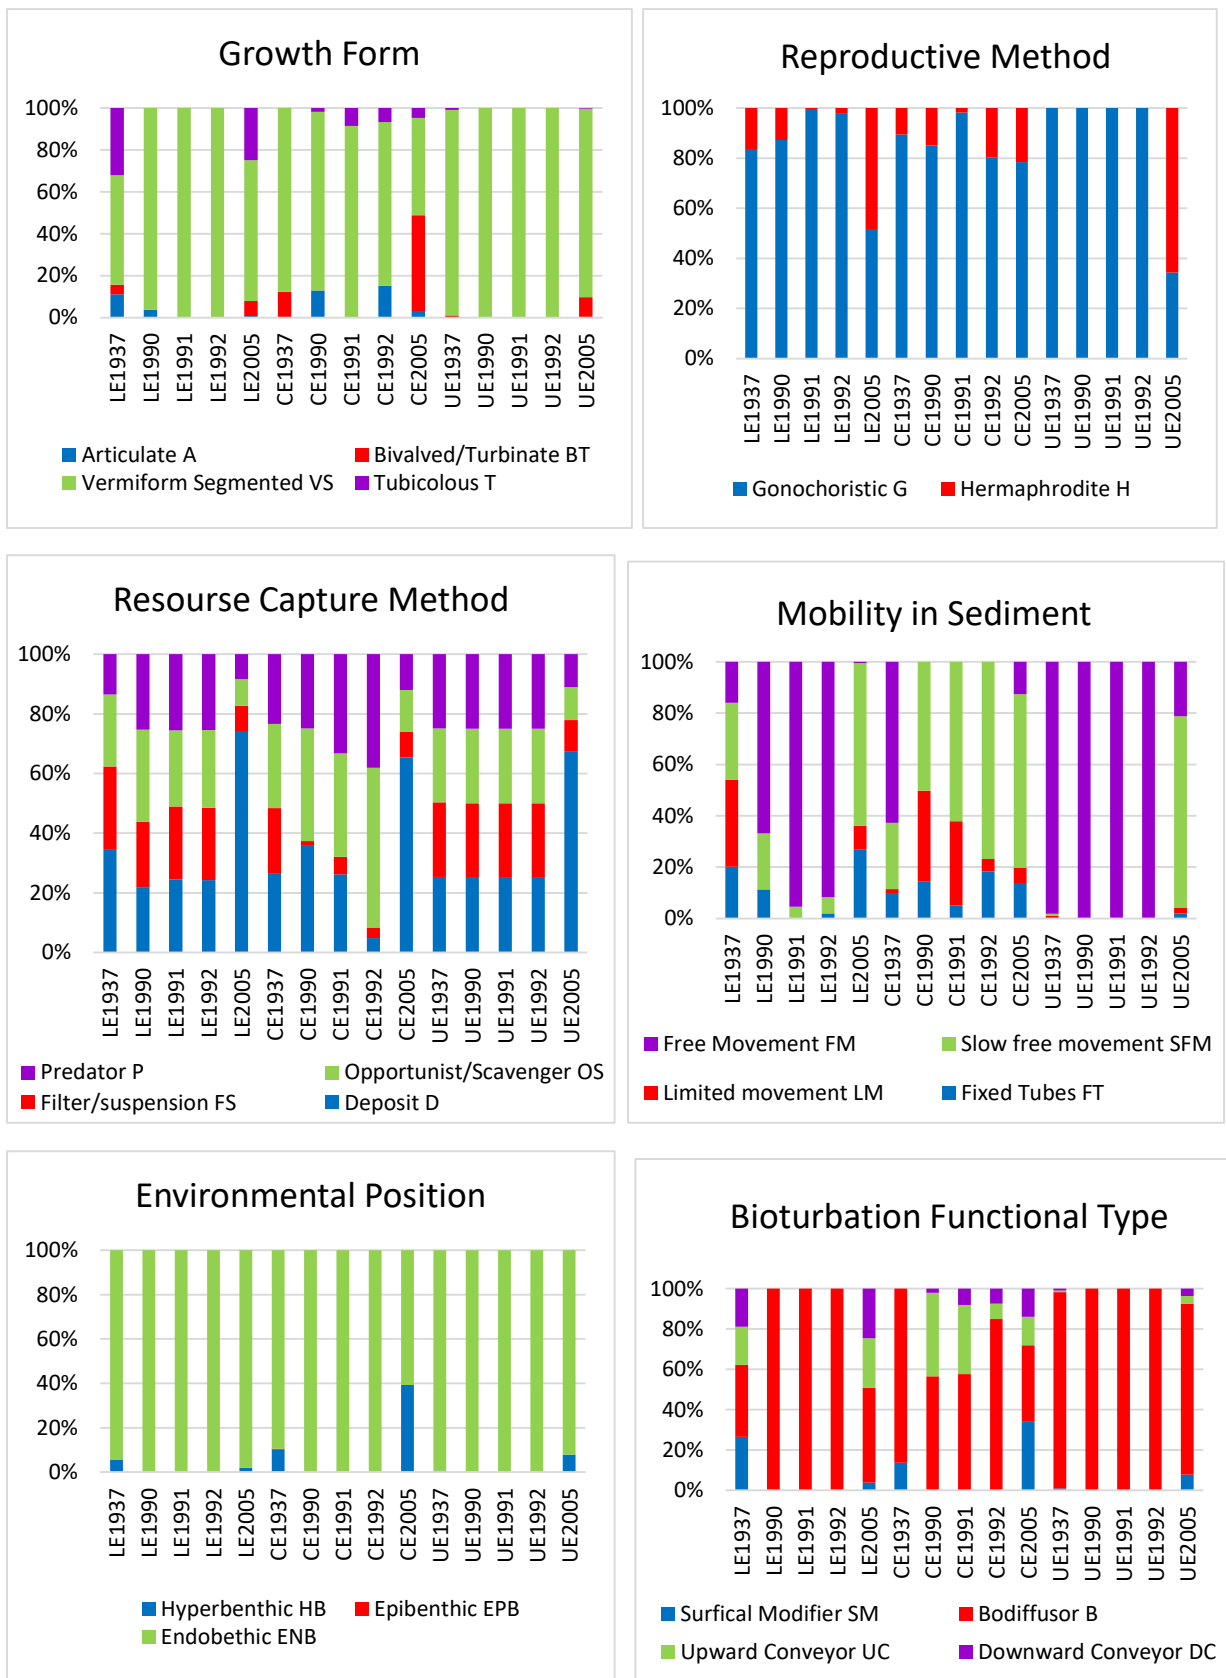 Growth Form
100%
80%
60%
40%
20%
0%
LE1937
LE1990
LE1991
LE1992
LE2005
CE1937
CE1990
CE1991
CE1992
CE2005
UE1937
UE1990
UE1991
UE1992
UE2005
Articulate A
Bivalved/Turbinate BT
Vermiform Segmented VS
Tubicolous T
Reproductive Method
100%
80%
60%
40%
20%
0%
LE1937
LE1990
LE1991
LE1992
LE2005
CE1937
CE1990
CE1991
CE1992
CE2005
UE1937
UE1990
UE1991
UE1992
UE2005
Gonochoristic G
Hermaphrodite H
Resourse Capture Method
100%
80%
60%
40%
20%
0%
LE1937
LE1990
LE1991
LE1992
LE2005
CE1937
CE1990
CE1991
CE1992
CE2005
UE1937
UE1990
UE1991
UE1992
UE2005
Predator P
Opportunist/Scavenger OS
Filter/suspension FS
Deposit D
Mobility in Sediment
100%
80%
60%
40%
20%
0%
LE1937
LE1990
LE1991
LE1992
LE2005
CE1937
CE1990
CE1991
CE1992
CE2005
UE1937
UE1990
UE1991
UE1992
UE2005
Free Movement FM
Slow free movement SFM
Limited movement LM
Fixed Tubes FT
Environmental Position
100%
80%
60%
40%
20%
0%
LE1937
LE1990
LE1991
LE1992
LE2005
CE1937
CE1990
CE1991
CE1992
CE2005
UE1937
UE1990
UE1991
UE1992
UE2005
Hyperbenthic HB
Epibenthic EPB
Endobethic ENB
Bioturbation Functional Type
100%
80%
60%
40%
20%
0%
LE1937
LE1990
LE1991
LE1992
LE2005
CE1937
CE1990
CE1991
CE1992
CE2005
UE1937
UE1990
UE1991
UE1992
UE2005
Surfical Modifier SM
Bodiffusor B
Upward Conveyor UC
Downward Conveyor DC